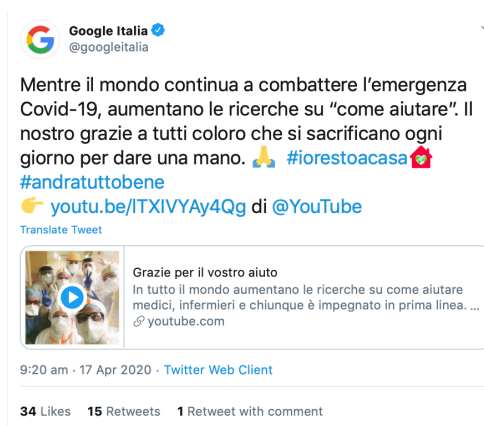 Google Italia
@googleitalia
Mentre il mondo continua a combattere l’emergenza
Covid-19, aumentano le ricerche su “come aiutare”. Il
nostro grazie a tutti coloro che si sacrificano ogni
giorno per dare una mano. 🙏 #iorestoacasa
#andratuttobene
👉 youtu.be/lTXIVYAy4Qg di @YouTube
Translate Tweet
Grazie per il vostro aiuto
In tutto il mondo aumentano le ricerche su come aiutare
medici, infermieri e chiunque è impegnato in prima linea. ...
youtube.com
9:20 am · 17 Apr 2020 · Twitter Web Client
34 Likes 15 Retweets 1 Retweet with comment